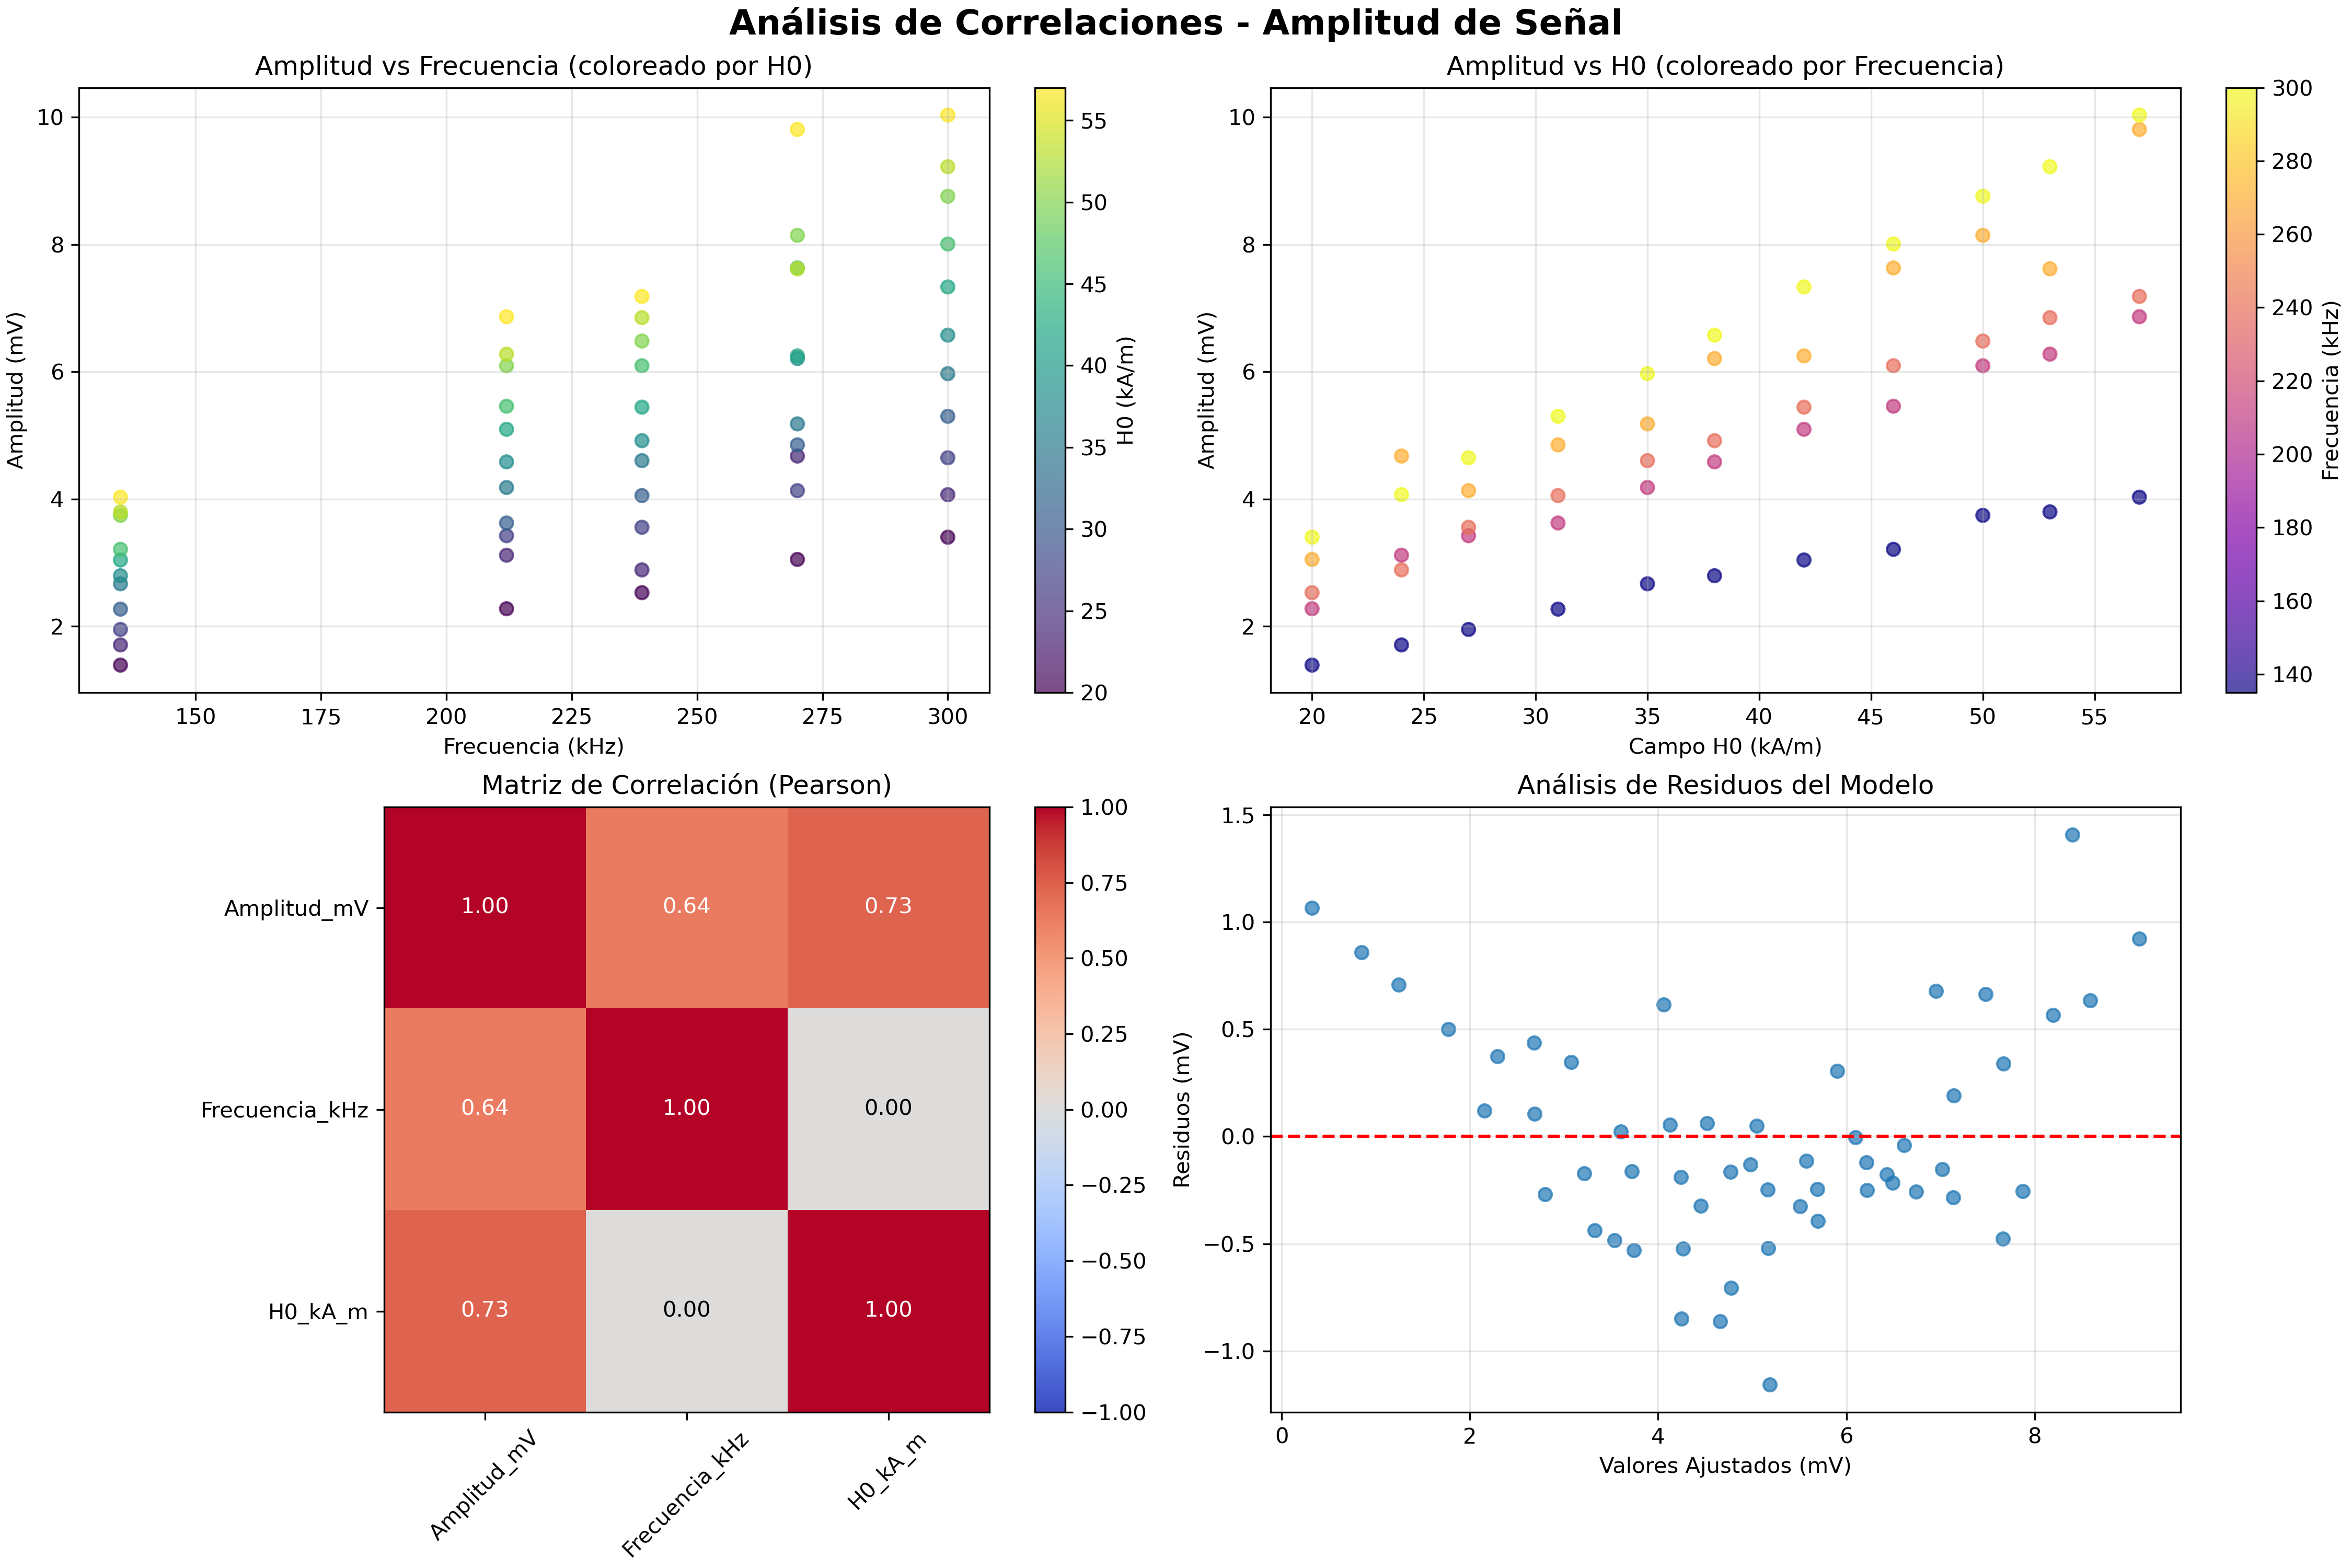 Análisis de Correlaciones - Amplitud de Señal
Amplitud vs Frecuencia (coloreado por H0)
10
8
6
4
2
Amplitud (mV)
150 175 200 225 250 275 300
Frecuencia (kHz)
55
50
45
40
35
30
25
20
H0 (kA/m)
Amplitud vs H0 (coloreado por Frecuencia)
10
8
6
4
2
Amplitud (mV)
20 25 30 35 40 45 50 55
Campo H0 (kA/m)
300
280
260
240
220
200
180
160
140
Frecuencia (kHz)
Matriz de Correlación (Pearson)
Amplitud_mV 1.00 0.64 0.73
Frecuencia_kHz 0.64 1.00 0.00
H0_kA_m 0.73 0.00 1.00
Amplitud_mV Frecuencia_kHz H0_kA_m
1.00
0.75
0.50
0.25
0.00
−0.25
−0.50
−0.75
−1.00
Análisis de Residuos del Modelo
1.5
1.0
0.5
0.0
−0.5
−1.0
Residuos (mV)
0 2 4 6 8
Valores Ajustados (mV)